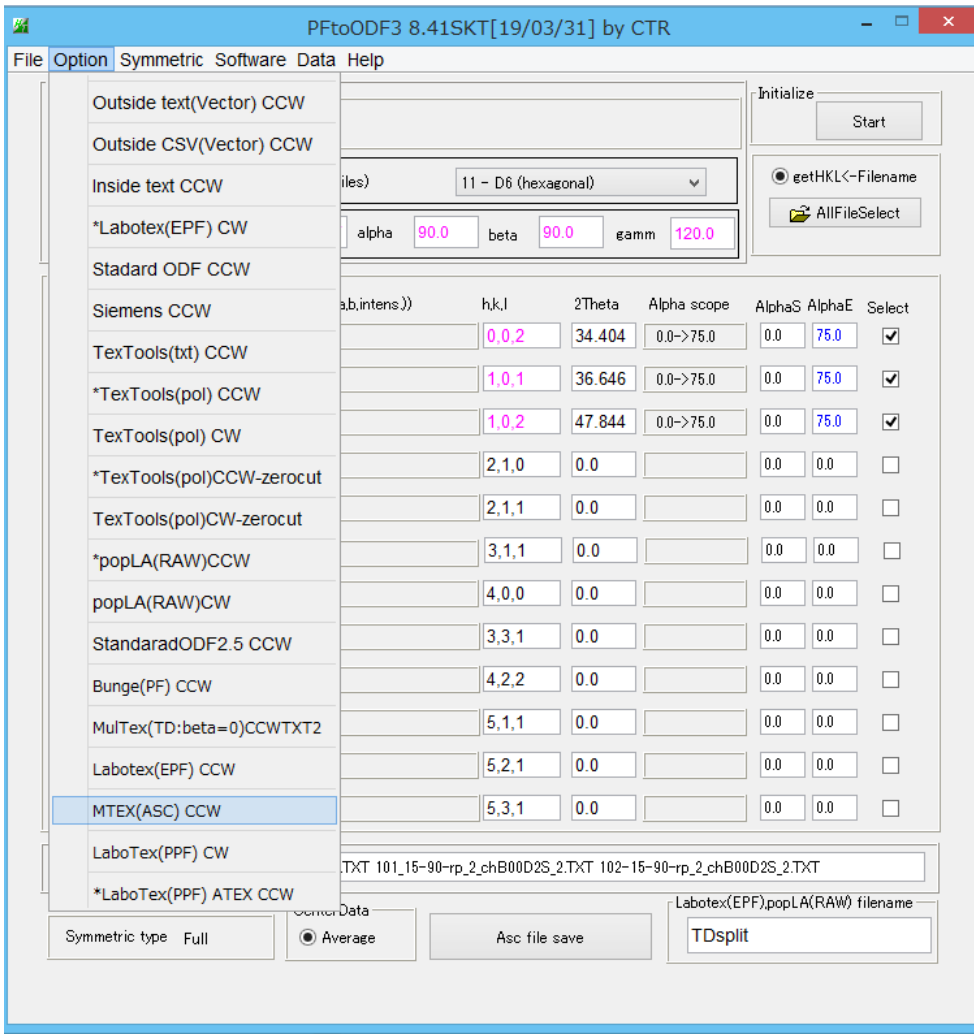 PFtoODF3 8.41SKT[19/03/31] by CTR
File Option Symmetric Software Data Help
Outside text(Vector) CCW
Outside CSV(Vector) CCW
Inside text CCW
*Labotex(EPF) CW
Stadard ODF CCW
Siemens CCW
TexTools(txt) CCW
*TexTools(pol) CCW
TexTools(pol) CW
*TexTools(pol)CCW-zerocut
TexTools(pol)CW-zerocut
*popLA(RAW)CCW
popLA(RAW)CW
StandaradODF2.5 CCW
Bunge(PF) CCW
MulTex(TD:beta=0)CCWTXT2
Labotex(EPF) CCW
MTEX(ASC) CCW
LaboTex(PPF) CW
*LaboTex(PPF) ATEX CCW
Initialize
Start
iles) 11 - D6 (hexagonal)
getHKL<-Filename
AllFileSelect
alpha 90.0 beta 90.0 gamm 120.0
a,b,intens.)) h,k,l 2Theta Alpha scope AlphaS AlphaE Select
0,0,2 34.404 0.0->75.0 0.0 75.0
1,0,1 36.646 0.0->75.0 0.0 75.0
1,0,2 47.844 0.0->75.0 0.0 75.0
2,1,0 0.0 0.0 0.0
2,1,1 0.0 0.0 0.0
3,1,1 0.0 0.0 0.0
4,0,0 0.0 0.0 0.0
3,3,1 0.0 0.0 0.0
4,2,2 0.0 0.0 0.0
5,1,1 0.0 0.0 0.0
5,2,1 0.0 0.0 0.0
5,3,1 0.0 0.0 0.0
.TXT 101_15-90-rp_2_chB00D2S_2.TXT 102-15-90-rp_2_chB00D2S_2.TXT
Symmetric type Full
CenterData
Average
Asc file save
Labotex(EPF),popLA(RAW) filename
TDsplit